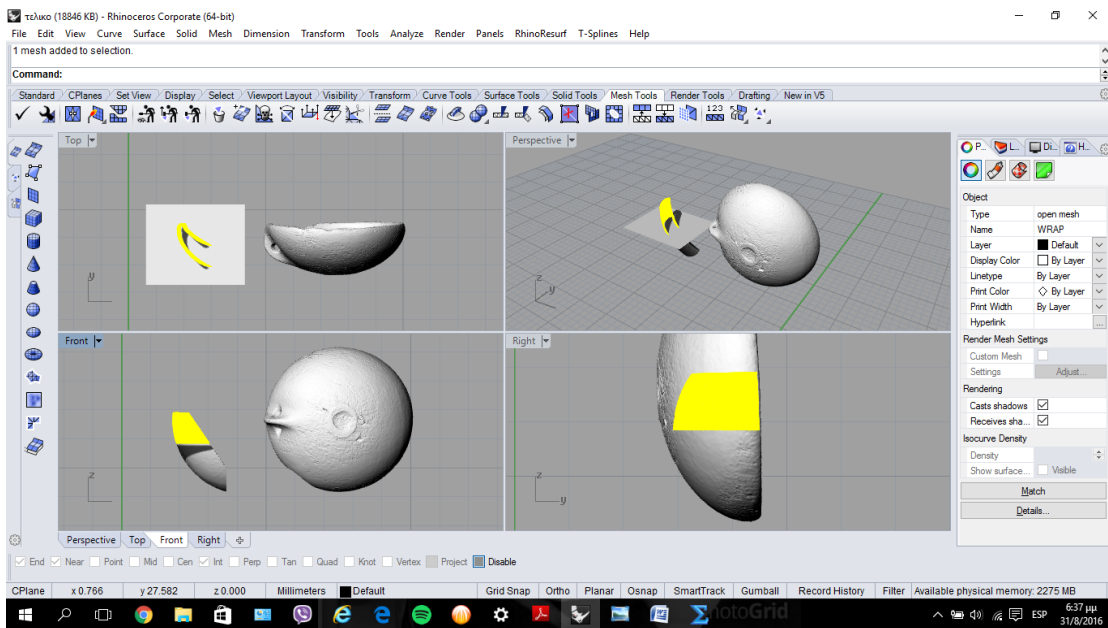 τελικο (18846 KB) - Rhinoceros Corporate (64-bit)
File Edit View Curve Surface Solid Mesh Dimension Transform Tools Analyze Render Panels RhinoResurf T-Splines Help
1 mesh added to selection.
Command:
Standard CPlanes Set View Display Select Viewport Layout Visibility Transform Curve Tools Surface Tools Solid Tools Mesh Tools Render Tools Drafting New in V5
123
Top
Perspective
P... L... Di... H...
Object
Type open mesh
Name WRAP
Layer Default
Display Color By Layer
Linetype By Layer
Print Color By Layer
Print Width By Layer
Hyperlink ...
Render Mesh Settings
Custom Mesh
Settings Adjust...
Rendering
Casts shadows
Receives sha...
Isocurve Density
Density
Show surface... Visible
Match
Details...
y
z y
Front
Right
z
z y
Perspective Top Front Right
End Near Point Mid Cen Int Perp Tan Quad Knot Vertex Project Disable
CPlane x 0.766 y 27.582 z 0.000 Millimeters Default Grid Snap Ortho Planar Osnap SmartTrack Gumball Record History Filter Available physical memory: 2275 MB
ESP 6:37 μμ
31/8/2016